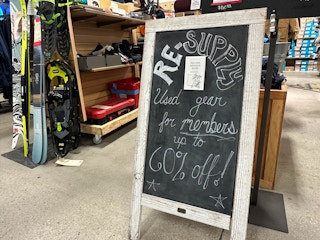 RE-SUPPLY
Used gear
for members
up to
60% off!